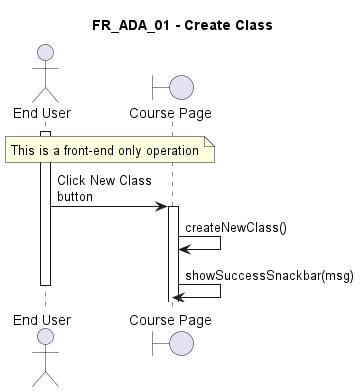 FR_ADA_01 - Create Class
End User
Course Page
This is a front-end only operation
Click New Class
button
createNewClass()
showSuccessSnackbar(msg)
End User
Course Page